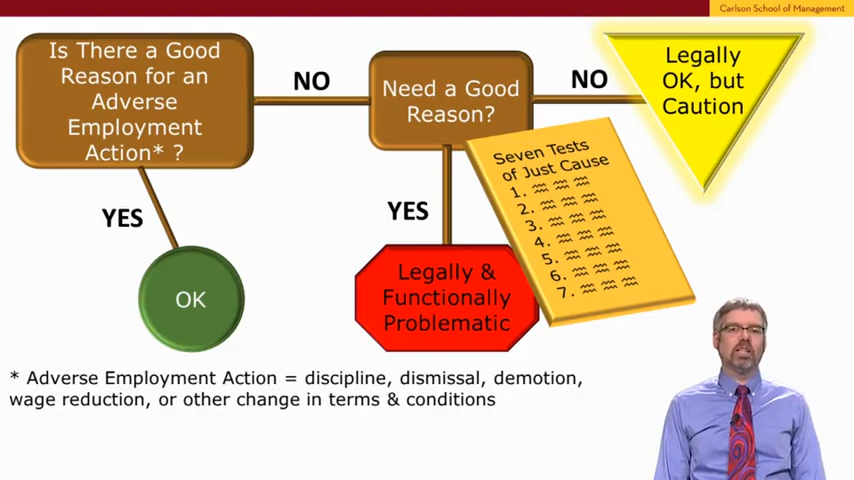 Carlson School of Management
Is There a Good
Reason for an
Adverse
Employment
Action* ?
NO
Need a Good
Reason?
NO
Legally
OK, but
Caution
YES
OK
YES
Legally &
Functionally
Problematic
Seven Tests
of Just Cause
1.
2.
3.
4.
5.
6.
7.
* Adverse Employment Action = discipline, dismissal, demotion,
wage reduction, or other change in terms & conditions